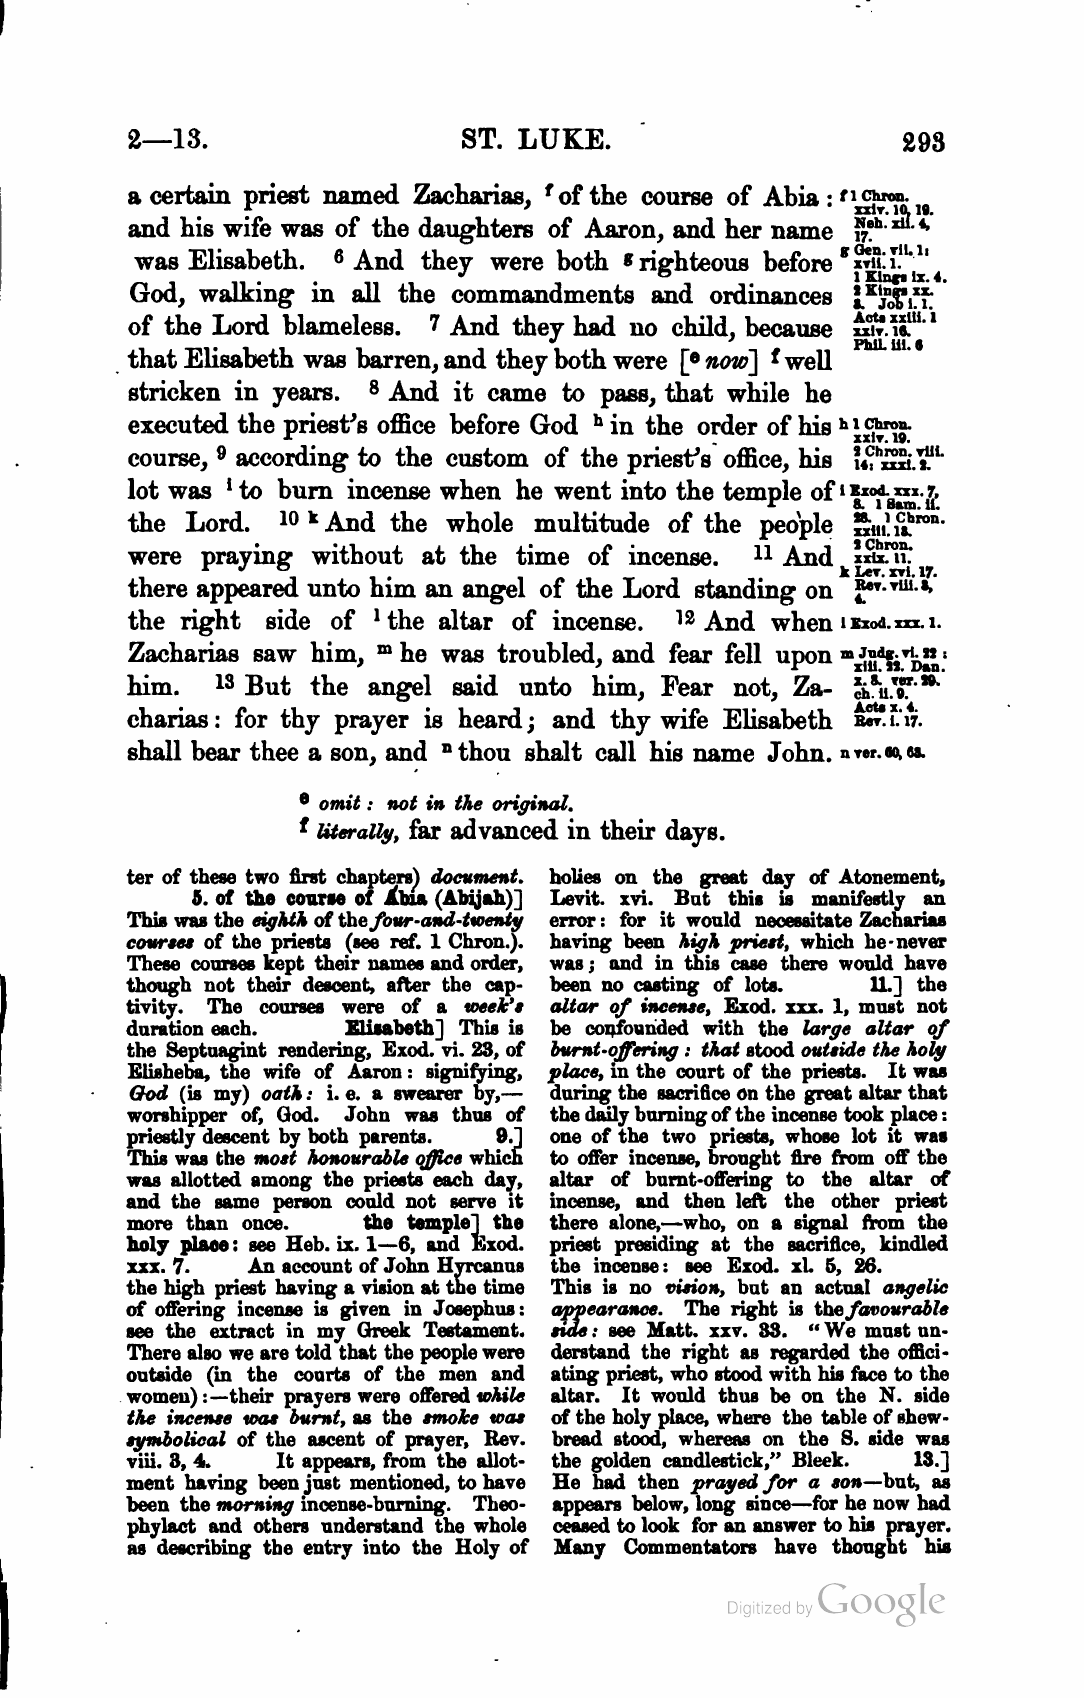 2—13. ST. LUKE. 293
a certain priest named Zacharias, f of the course of Abia :
and his wife was of the daughters of Aaron, and her name
was Elisabeth. 6 And they were both g righteous before
God, walking in all the commandments and ordinances
of the Lord blameless. 7 And they had no child, because
that Elisabeth was barren, and they both were [e now] f well
stricken in years. 8 And it came to pass, that while he
executed the priest's office before God h in the order of his
course, 9 according to the custom of the priest's office, his
lot was i to burn incense when he went into the temple of
the Lord. 10 k And the whole multitude of the people
were praying without at the time of incense. 11 And
there appeared unto him an angel of the Lord standing on
the right side of l the altar of incense. 12 And when
Zacharias saw him, m he was troubled, and fear fell upon
him. 13 But the angel said unto him, Fear not, Za-
charias: for thy prayer is heard; and thy wife Elisabeth
shall bear thee a son, and n thou shalt call his name John.
f 1 Chron.
xxiv. 10, 19.
Neh. xii. 4,
17.
g Gen. vii. 1:
xvii. 1.
1 Kings ix. 4.
2 Kings xx.
3. Job i. 1.
Acts xxiii. 1
xxiv. 16.
Phil. iii. 6
h 1 Chron.
xxiv. 19.
2 Chron. viii.
14: xxxi. 2.
i Exod. xxx. 7,
8. 1 Sam. ii.
28. 1 Chron.
xxiii. 13.
2 Chron.
xxix. 11.
k Lev. xvi. 17.
Rev. viii. 3,
4.
l Exod. xxx. 1.
m Judg. vi. 22 :
xiii. 22. Dan.
x. 8. ver. 29.
ch. ii. 9.
Acts x. 4.
Rev. i. 17.
n ver. 60, 63.
e omit : not in the original.
f literally, far advanced in their days.
ter of these two first chapters) document.
5. of the course of Abia (Abijah)]
This was the eighth of the four-and-twenty
courses of the priests (see ref. 1 Chron.).
These courses kept their names and order,
though not their descent, after the cap-
tivity. The courses were of a week's
duration each. Elisabeth] This is
the Septuagint rendering, Exod. vi. 23, of
Elisheba, the wife of Aaron: signifying,
God (is my) oath: i. e. a swearer by,—
worshipper of, God. John was thus of
priestly descent by both parents. 9.]
This was the most honourable office which
was allotted among the priests each day,
and the same person could not serve it
more than once. the temple] the
holy place: see Heb. ix. 1—6, and Exod.
xxx. 7. An account of John Hyrcanus
the high priest having a vision at the time
of offering incense is given in Josephus:
see the extract in my Greek Testament.
There also we are told that the people were
outside (in the courts of the men and
women) :—their prayers were offered while
the incense was burnt, as the smoke was
symbolical of the ascent of prayer, Rev.
viii. 3, 4. It appears, from the allot-
ment having been just mentioned, to have
been the morning incense-burning. Theo-
phylact and others understand the whole
as describing the entry into the Holy of
holies on the great day of Atonement,
Levit. xvi. But this is manifestly an
error: for it would necessitate Zacharias
having been high priest, which he never
was; and in this case there would have
been no casting of lots. 11.] the
altar of incense, Exod. xxx. 1, must not
be confounded with the large altar of
burnt-offering : that stood outside the holy
place, in the court of the priests. It was
during the sacrifice on the great altar that
the daily burning of the incense took place:
one of the two priests, whose lot it was
to offer incense, brought fire from off the
altar of burnt-offering to the altar of
incense, and then left the other priest
there alone,—who, on a signal from the
priest presiding at the sacrifice, kindled
the incense: see Exod. xl. 5, 26.
This is no vision, but an actual angelic
appearance. The right is the favourable
side: see Matt. xxv. 33. “We must un-
derstand the right as regarded the offici-
ating priest, who stood with his face to the
altar. It would thus be on the N. side
of the holy place, where the table of shew-
bread stood, whereas on the S. side was
the golden candlestick,” Bleek. 13.]
He had then prayed for a son—but, as
appears below, long since—for he now had
ceased to look for an answer to his prayer.
Many Commentators have thought his
Digitized by Google